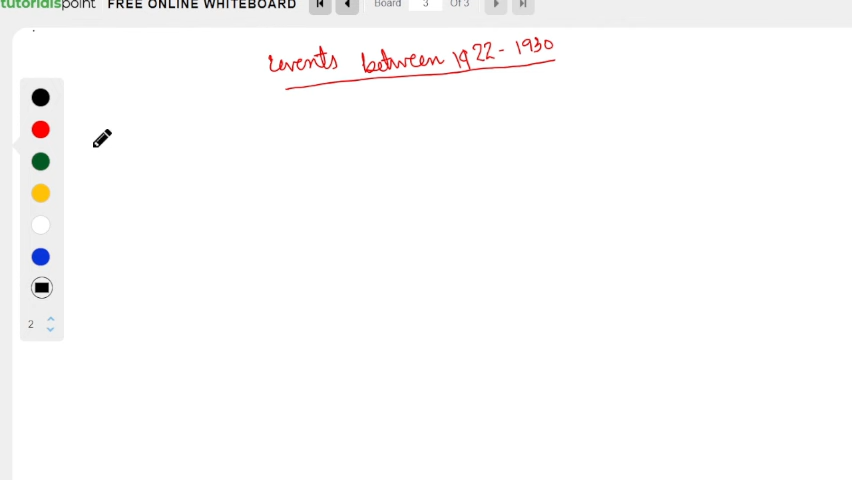 tutorialspoint FREE ONLINE WHITEBOARD Board 3 Of 3
events between 1922-1930
2